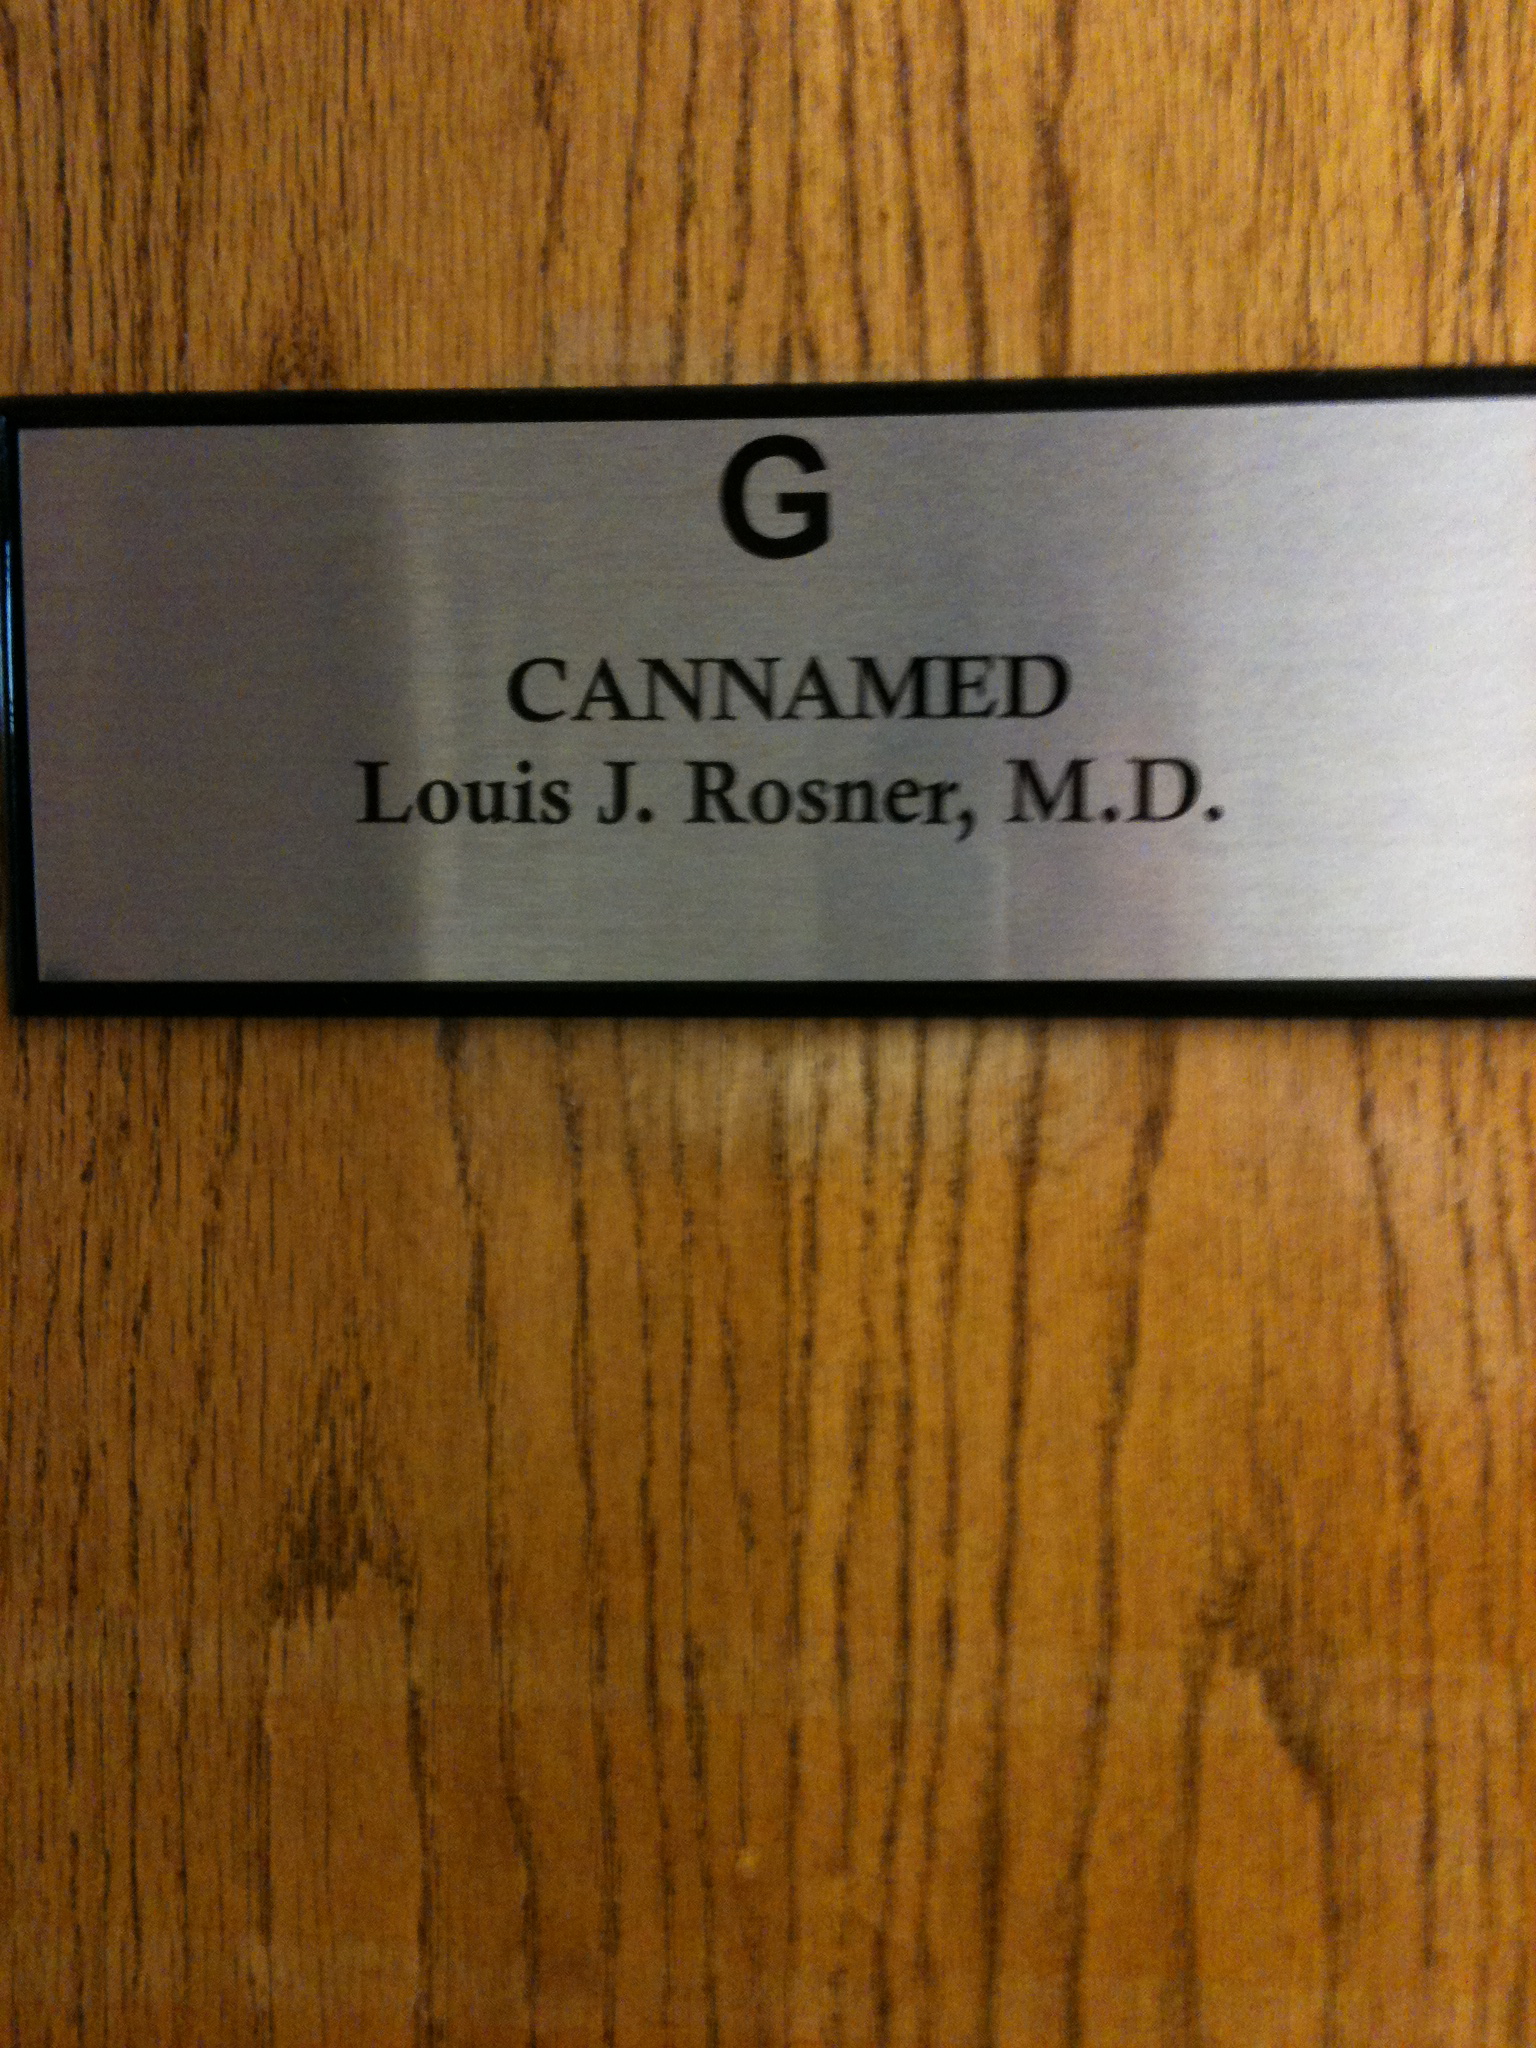 G
CANNAMED
Louis J. Rosner, M.D.